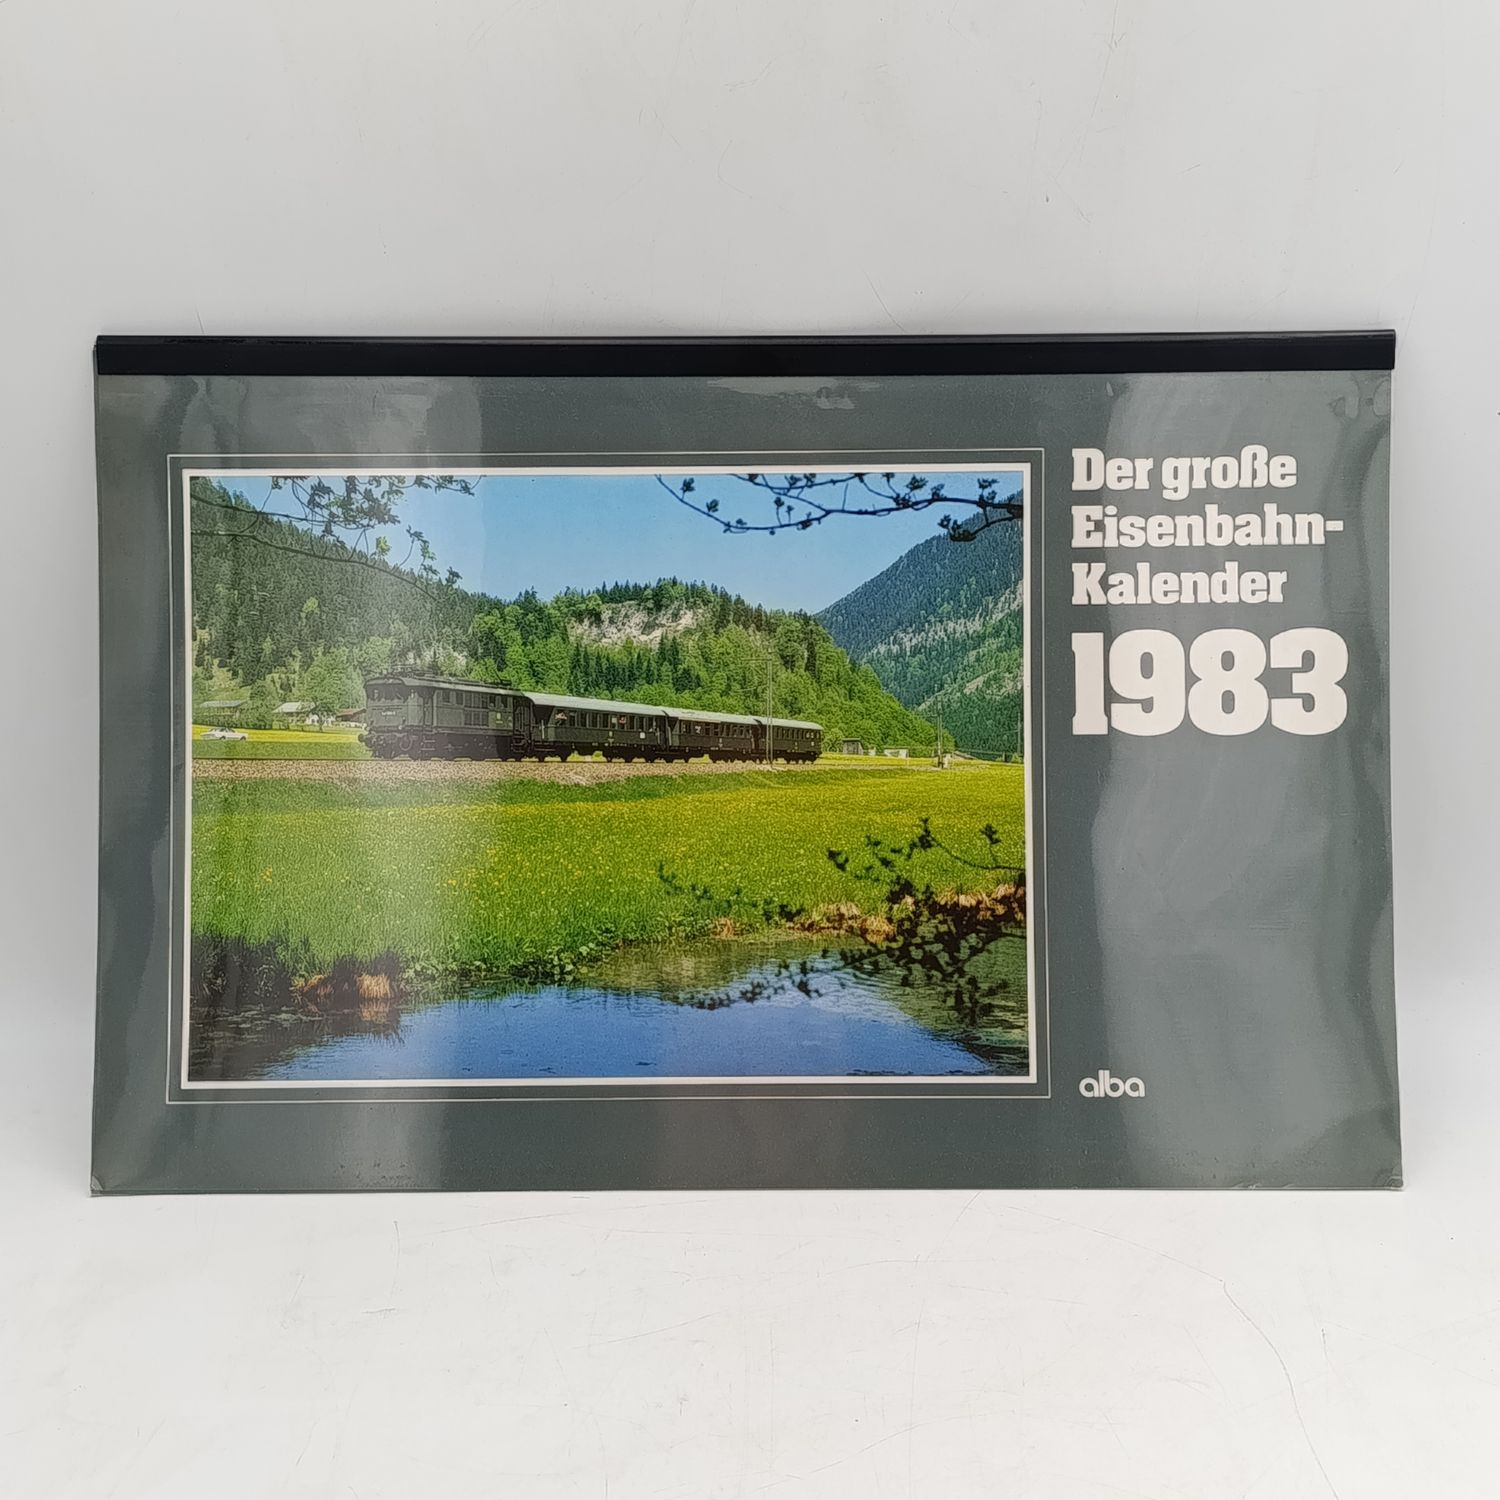 Der große
Eisenbahn-
Kalender
1983
alba